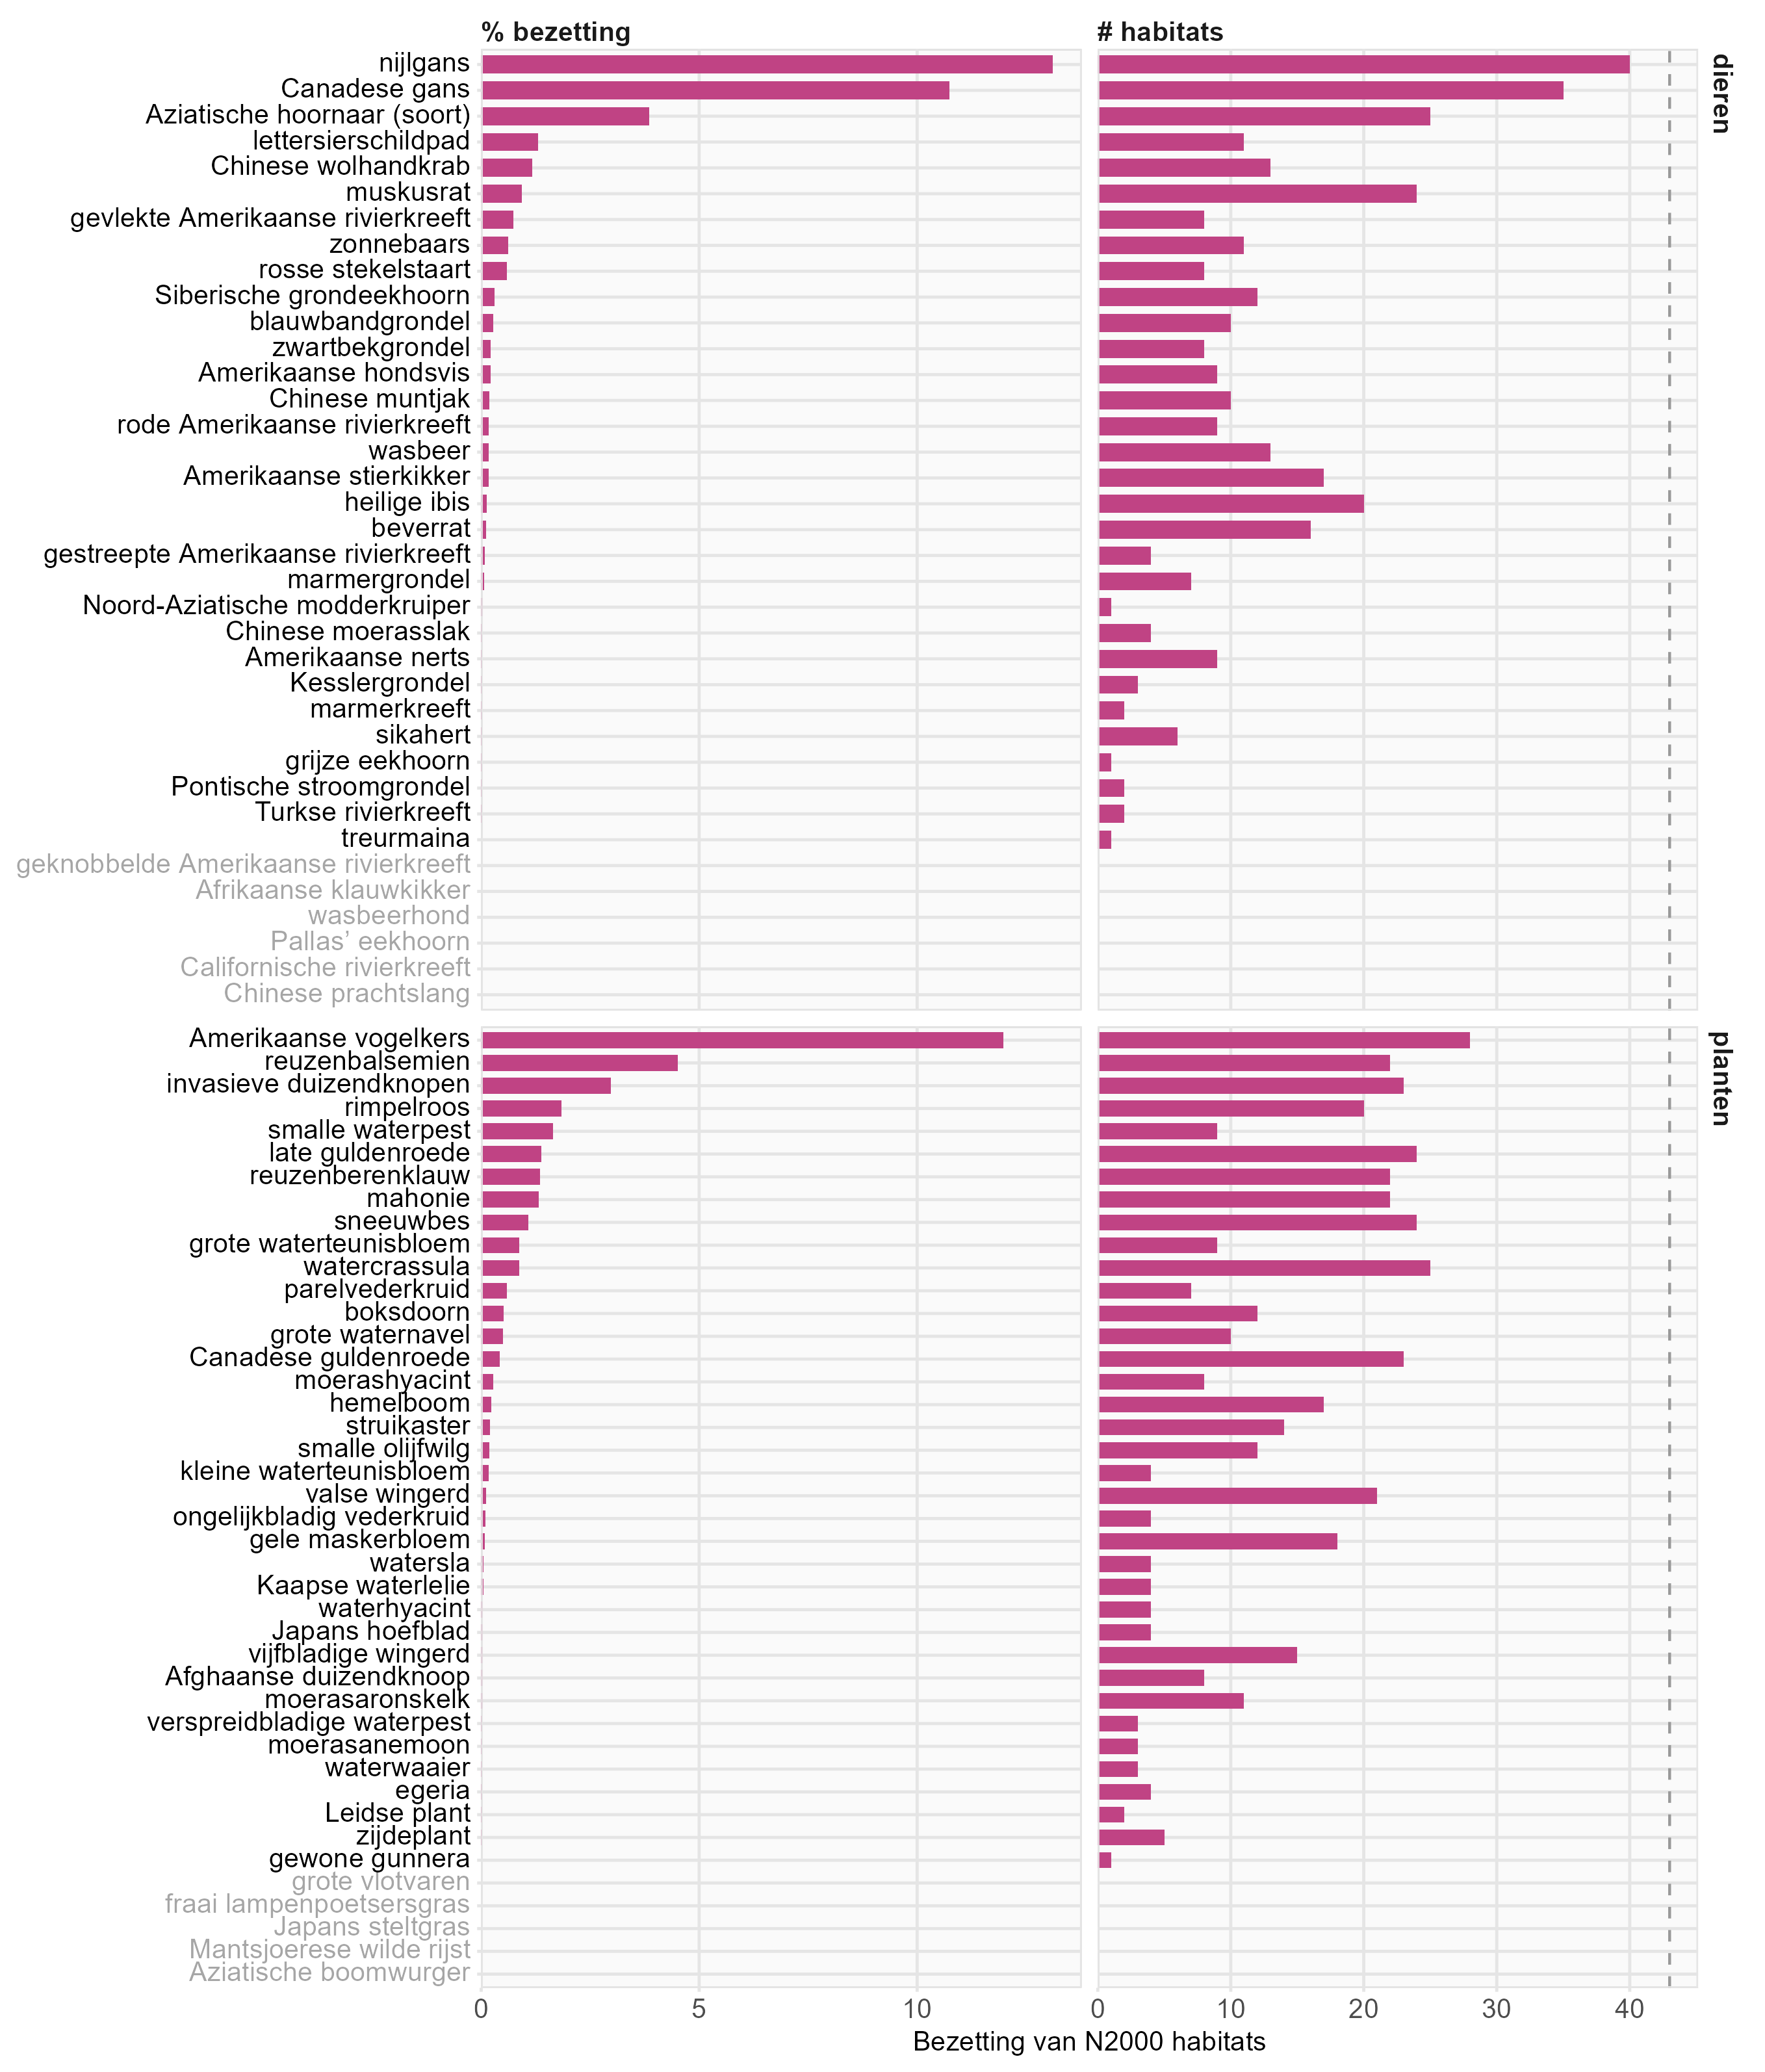 % bezetting
# habitats
nijlgans
Canadese gans
Aziatische hoornaar (soort)
lettersierschildpad
Chinese wolhandkrab
muskusrat
gevlekte Amerikaanse rivierkreeft
zonnebaars
rosse stekelstaart
Siberische grondeekhoorn
blauwbandgrondel
zwartbekgrondel
Amerikaanse hondsvis
Chinese muntjak
rode Amerikaanse rivierkreeft
wasbeer
Amerikaanse stierkikker
heilige ibis
beverrat
gestreepte Amerikaanse rivierkreeft
marmergrondel
Noord-Aziatische modderkruiper
Chinese moerasslak
Amerikaanse nerts
Kesslergrondel
marmerkreeft
sikahert
grijze eekhoorn
Pontische stroomgrondel
Turkse rivierkreeft
treurmaina
geknobbelde Amerikaanse rivierkreeft
Afrikaanse klauwkikker
wasbeerhond
Pallas’ eekhoorn
Californische rivierkreeft
Chinese prachtslang
dieren
Amerikaanse vogelkers
reuzenbalsemien
invasieve duizendknopen
rimpelroos
smalle waterpest
late guldenroede
reuzenberenklauw
mahonie
sneeuwbes
grote waterteunisbloem
watercrassula
parelvederkruid
boksdoorn
grote waternavel
Canadese guldenroede
moerashyacint
hemelboom
struikaster
smalle olijfwilg
kleine waterteunisbloem
valse wingerd
ongelijkbladig vederkruid
gele maskerbloem
watersla
Kaapse waterlelie
waterhyacint
Japans hoefblad
vijfbladige wingerd
Afghaanse duizendknoop
moerasaronskelk
verspreidbladige waterpest
moerasanemoon
waterwaaier
egeria
Leidse plant
zijdeplant
gewone gunnera
grote vlotvaren
fraai lampenpoetsersgras
Japans steltgras
Mantsjoerese wilde rijst
Aziatische boomwurger
planten
0 5 10
0 10 20 30 40
Bezetting van N2000 habitats